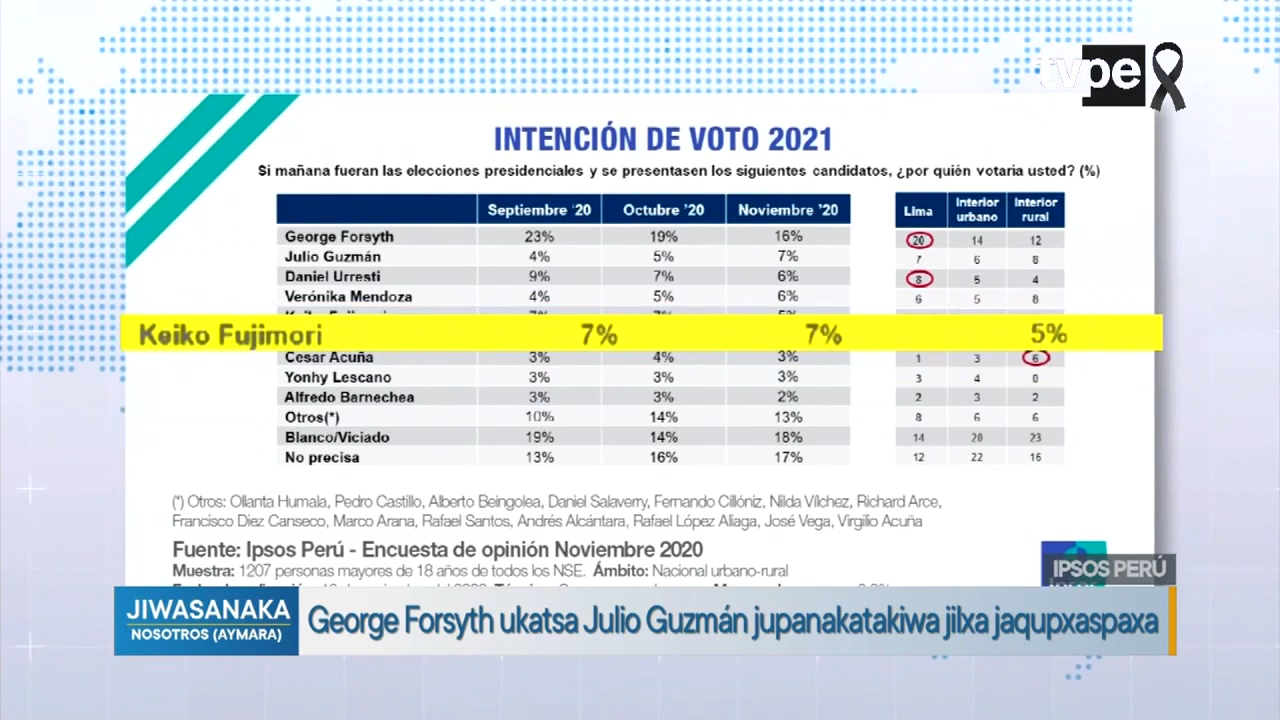 tvpe
INTENCIÓN DE VOTO 2021
Si mañana fueran las elecciones presidenciales y se presentasen los siguientes candidatos, ¿por quién votaria usted? (%)
Septiembre '20 Octubre '20 Noviembre '20 Lima Interior urbano Interior rural
George Forsyth 23% 19% 16% 20 14 12
Julio Guzmán 4% 5% 7% 7 6 8
Daniel Urresti 9% 7% 6% 8 5 4
Verónika Mendoza 4% 5% 6% 6 5 8
Keiko Fujimori 7% 7% 5%
Cesar Acuña 3% 4% 3% 1 3 6
Yonhy Lescano 3% 3% 3% 3 4 0
Alfredo Barnechea 3% 3% 2% 2 3 2
Otros(*) 10% 14% 13% 8 6 6
Blanco/Viciado 19% 14% 18% 14 20 23
No precisa 13% 16% 17% 12 22 16
(*) Otros: Ollanta Humala, Pedro Castillo, Alberto Beingolea, Daniel Salaverry, Fernando Cillóniz, Nilda Vílchez, Richard Arce,
Francisco Diez Canseco, Marco Arana, Rafael Santos, Andrés Alcántara, Rafael López Aliaga, José Vega, Virgilio Acuña
Fuente: Ipsos Perú - Encuesta de opinión Noviembre 2020
Muestra: 1207 personas mayores de 18 años de todos los NSE. Ámbito: Nacional urbano-rural
IPSOS PERÚ
JIWASANAKA
NOSOTROS (AYMARA)
George Forsyth ukatsa Julio Guzmán jupanakatakiwa jilxa jaqupxaspaxa